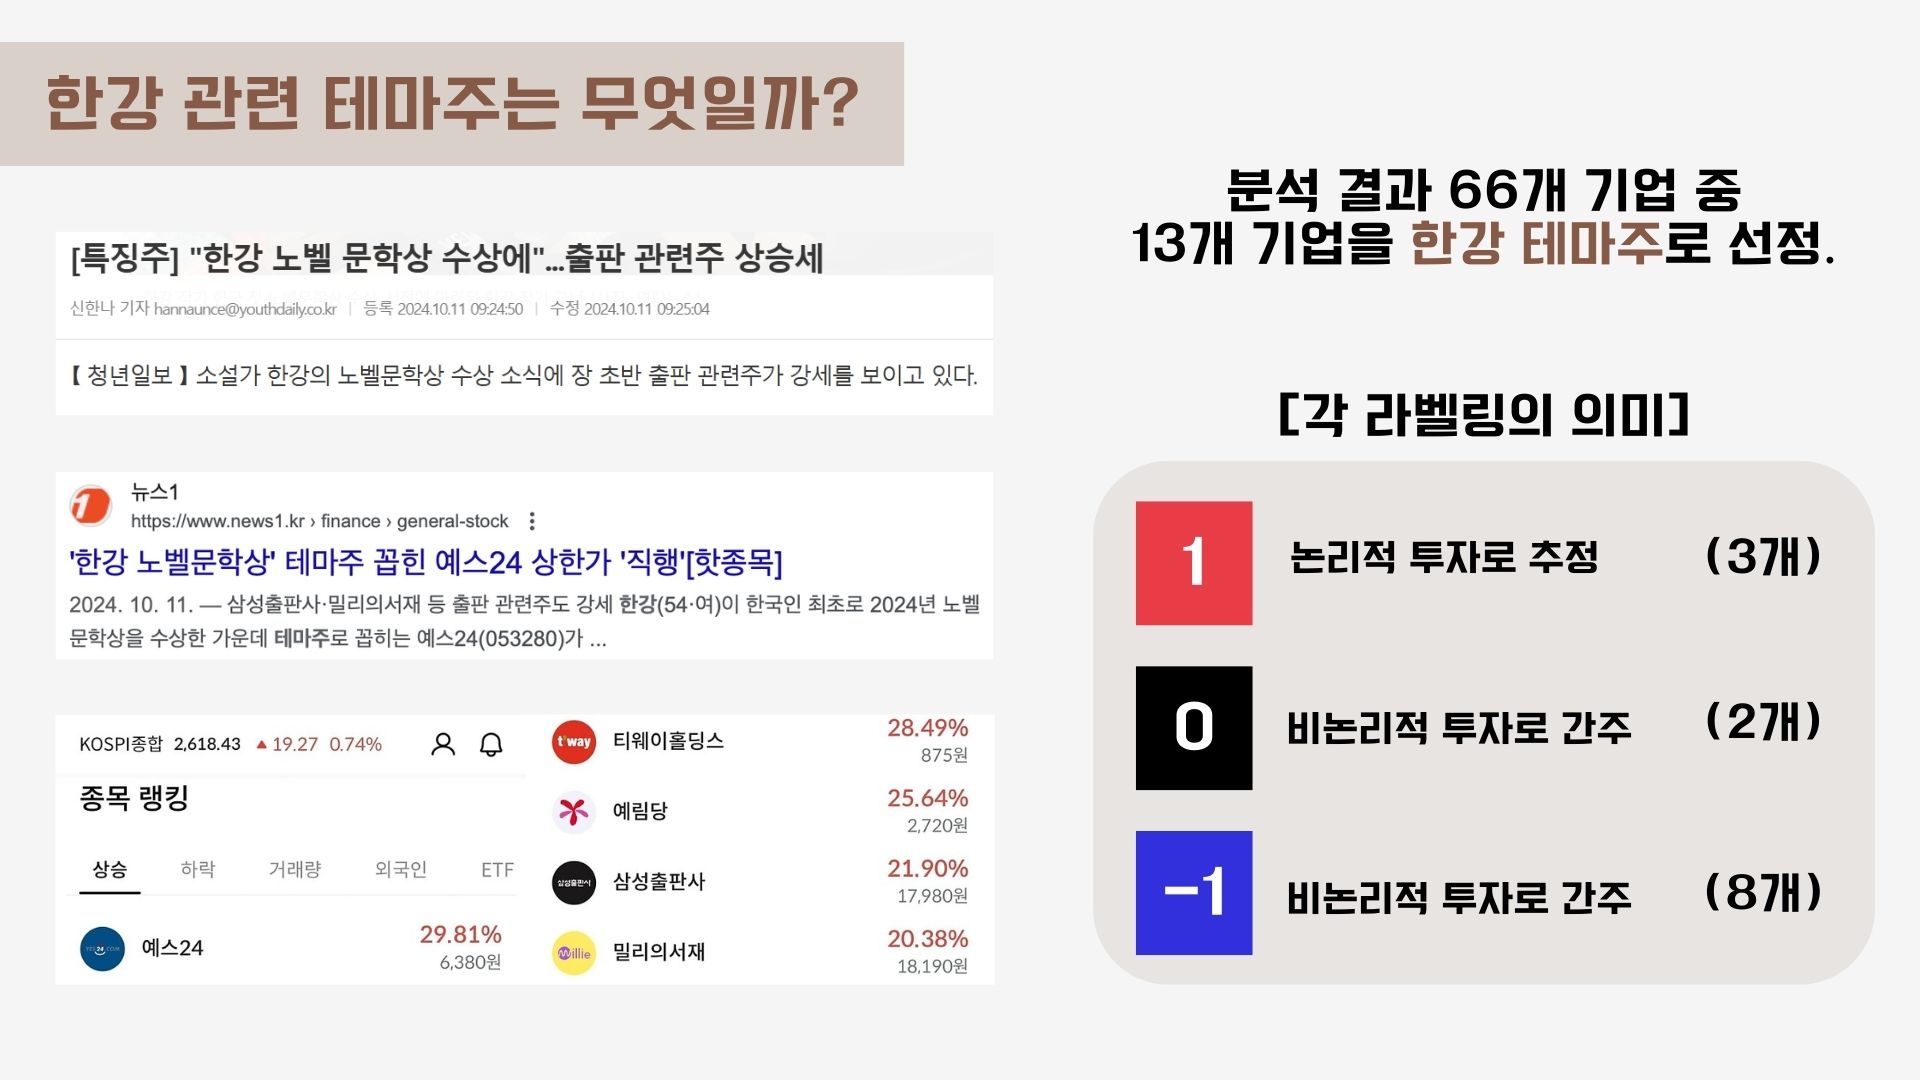 한강 관련 테마주는 무엇일까?
[특징주] "한강 노벨 문학상 수상에"...출판 관련주 상승세
신한나 기자 hannaunce@youthdaily.co.kr | 등록 2024.10.11 09:24:50 | 수정 2024.10.11 09:25:04
【 청년일보 】 소설가 한강의 노벨문학상 수상 소식에 장 초반 출판 관련주가 강세를 보이고 있다.
뉴스1
https://www.news1.kr › finance › general-stock
'한강 노벨문학상' 테마주 꼽힌 예스24 상한가 '직행'[핫종목]
2024. 10. 11. — 삼성출판사·밀리의서재 등 출판 관련주도 강세 한강(54·여)이 한국인 최초로 2024년 노벨
문학상을 수상한 가운데 테마주로 꼽히는 예스24(053280)가 ...
KOSPI종합 2,618.43 ▲ 19.27 0.74%
종목 랭킹
상승 하락 거래량 외국인 ETF
YES24.COM 예스24 29.81%
6,380원
t'way 티웨이홀딩스 28.49%
875원
예림당 25.64%
2,720원
삼성출판사 삼성출판사 21.90%
17,980원
Millie 밀리의서재 20.38%
18,190원
분석 결과 66개 기업 중
13개 기업을 한강 테마주로 선정.
[각 라벨링의 의미]
1 논리적 투자로 추정 (3개)
0 비논리적 투자로 간주 (2개)
-1 비논리적 투자로 간주 (8개)